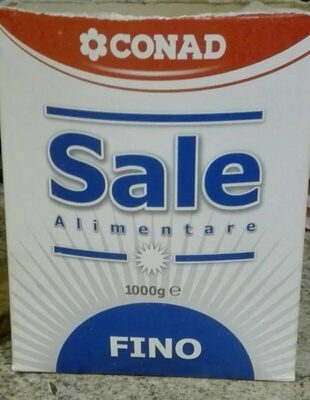 CONAD
Sale
Alimentare
1000g ℮
FINO